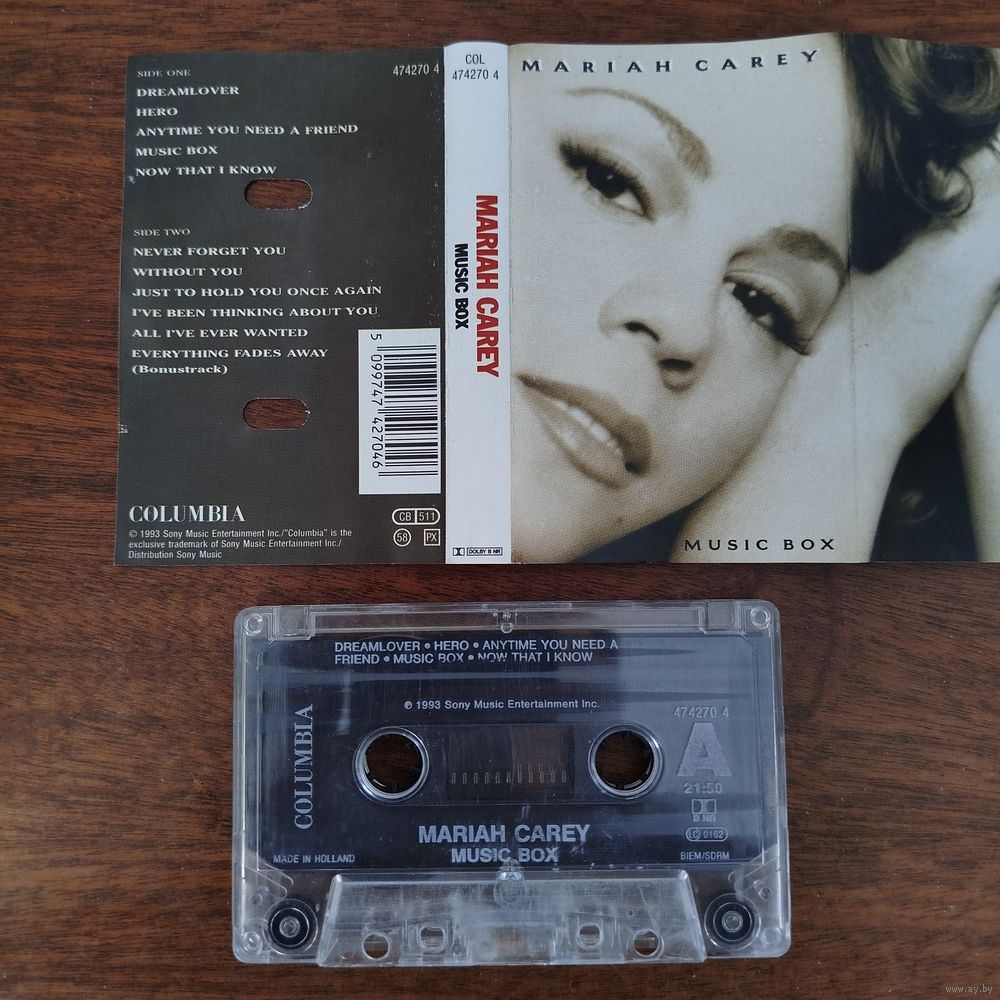 SIDE ONE
474270 4
DREAMLOVER
HERO
ANYTIME YOU NEED A FRIEND
MUSIC BOX
NOW THAT I KNOW
SIDE TWO
NEVER FORGET YOU
WITHOUT YOU
JUST TO HOLD YOU ONCE AGAIN
I'VE BEEN THINKING ABOUT YOU
ALL I'VE EVER WANTED
EVERYTHING FADES AWAY
(Bonustrack)
5 099747 427046
COLUMBIA
© 1993 Sony Music Entertainment Inc./"Columbia" is the
exclusive trademark of Sony Music Entertainment Inc./
Distribution Sony Music
CB 511
58 PX
COL
474270 4
MARIAH CAREY
MUSIC BOX
DOLBY B NR
MARIAH CAREY
MUSIC BOX
DREAMLOVER • HERO • ANYTIME YOU NEED A
FRIEND • MUSIC BOX • NOW THAT I KNOW
℗ 1993 Sony Music Entertainment Inc.
COLUMBIA
474270 4
A
21:50
B NR
LC 0162
BIEM/SDRM
MARIAH CAREY
MUSIC BOX
MADE IN HOLLAND
www.ay.by